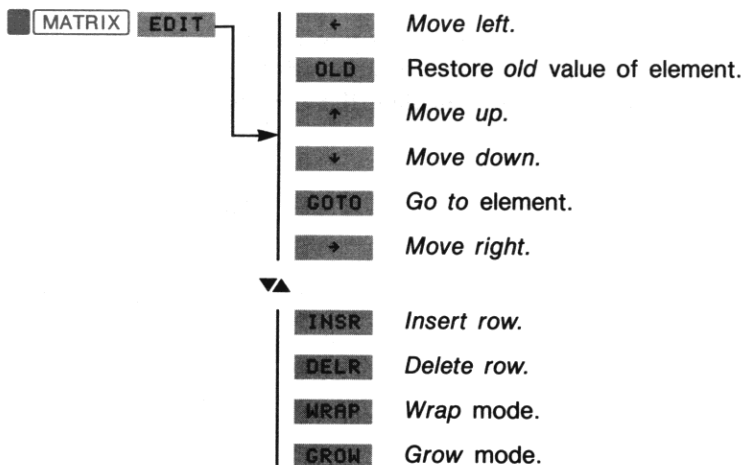 MATRIX EDIT ← Move left.
OLD Restore old value of element.
↑ Move up.
↓ Move down.
GOTO Go to element.
→ Move right.
▼▲
INSR Insert row.
DELR Delete row.
WRAP Wrap mode.
GROW Grow mode.